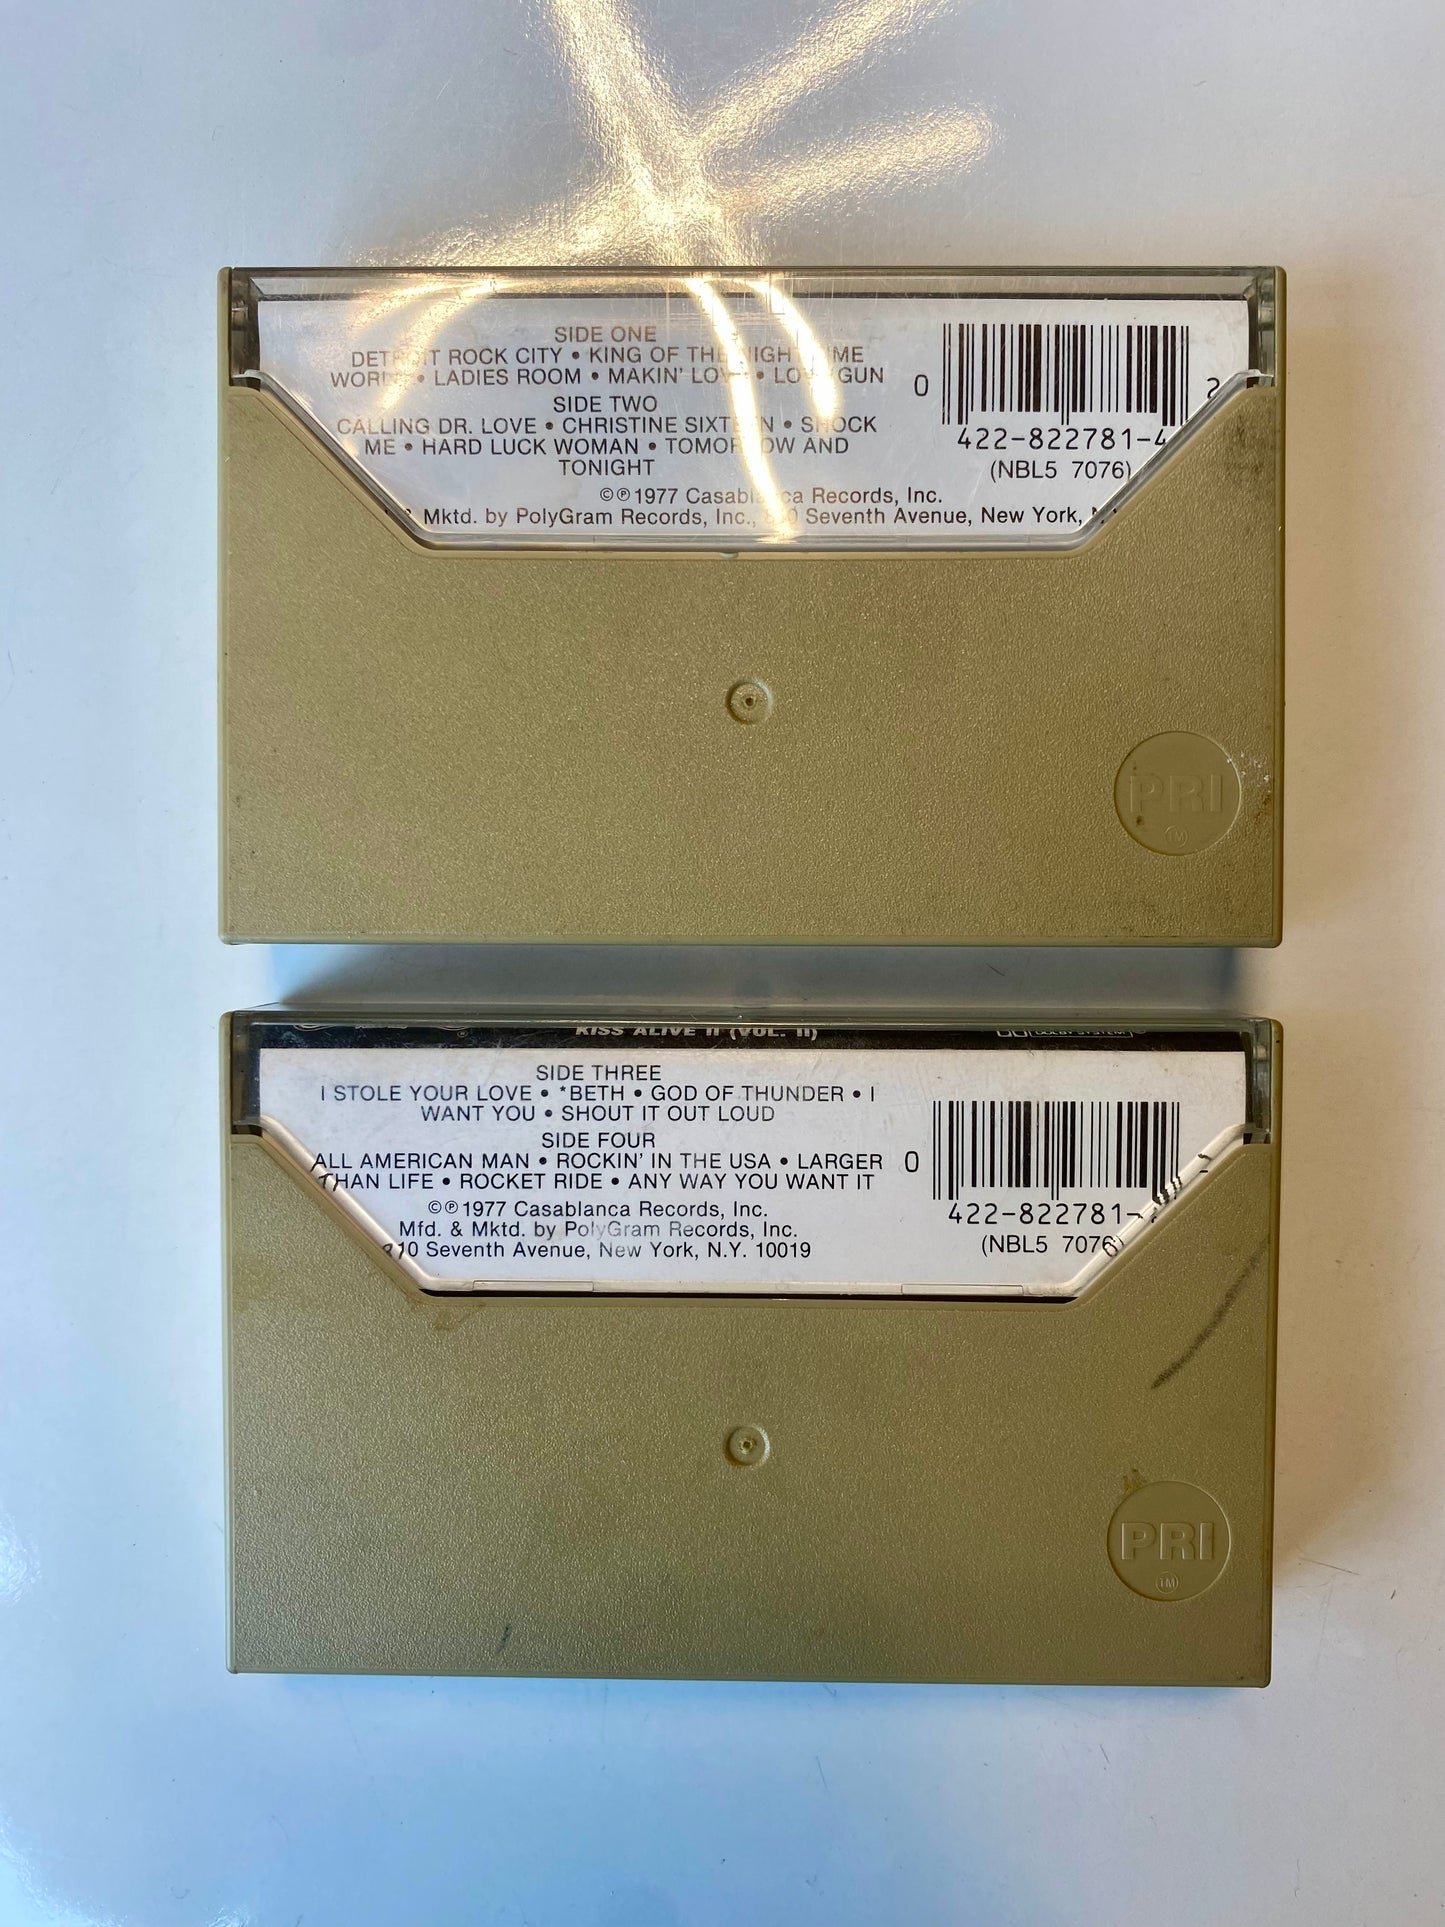 SIDE ONE
DETROIT ROCK CITY • KING OF THE NIGHT TIME
WORLD • LADIES ROOM • MAKIN' LOVE • LOVE GUN
SIDE TWO
CALLING DR. LOVE • CHRISTINE SIXTEEN • SHOCK
ME • HARD LUCK WOMAN • TOMORROW AND
TONIGHT
©℗ 1977 Casablanca Records, Inc.
& Mktd. by PolyGram Records, Inc., 810 Seventh Avenue, New York,
0 2
422-822781-4
(NBL5 7076)
PRI
KISS ALIVE II (VOL. II)
SIDE THREE
I STOLE YOUR LOVE • *BETH • GOD OF THUNDER • I
WANT YOU • SHOUT IT OUT LOUD
SIDE FOUR
ALL AMERICAN MAN • ROCKIN' IN THE USA • LARGER
THAN LIFE • ROCKET RIDE • ANY WAY YOU WANT IT
©℗ 1977 Casablanca Records, Inc.
Mfd. & Mktd. by PolyGram Records, Inc.
810 Seventh Avenue, New York, N.Y. 10019
0
422-822781-
(NBL5 7076)
PRI
TM